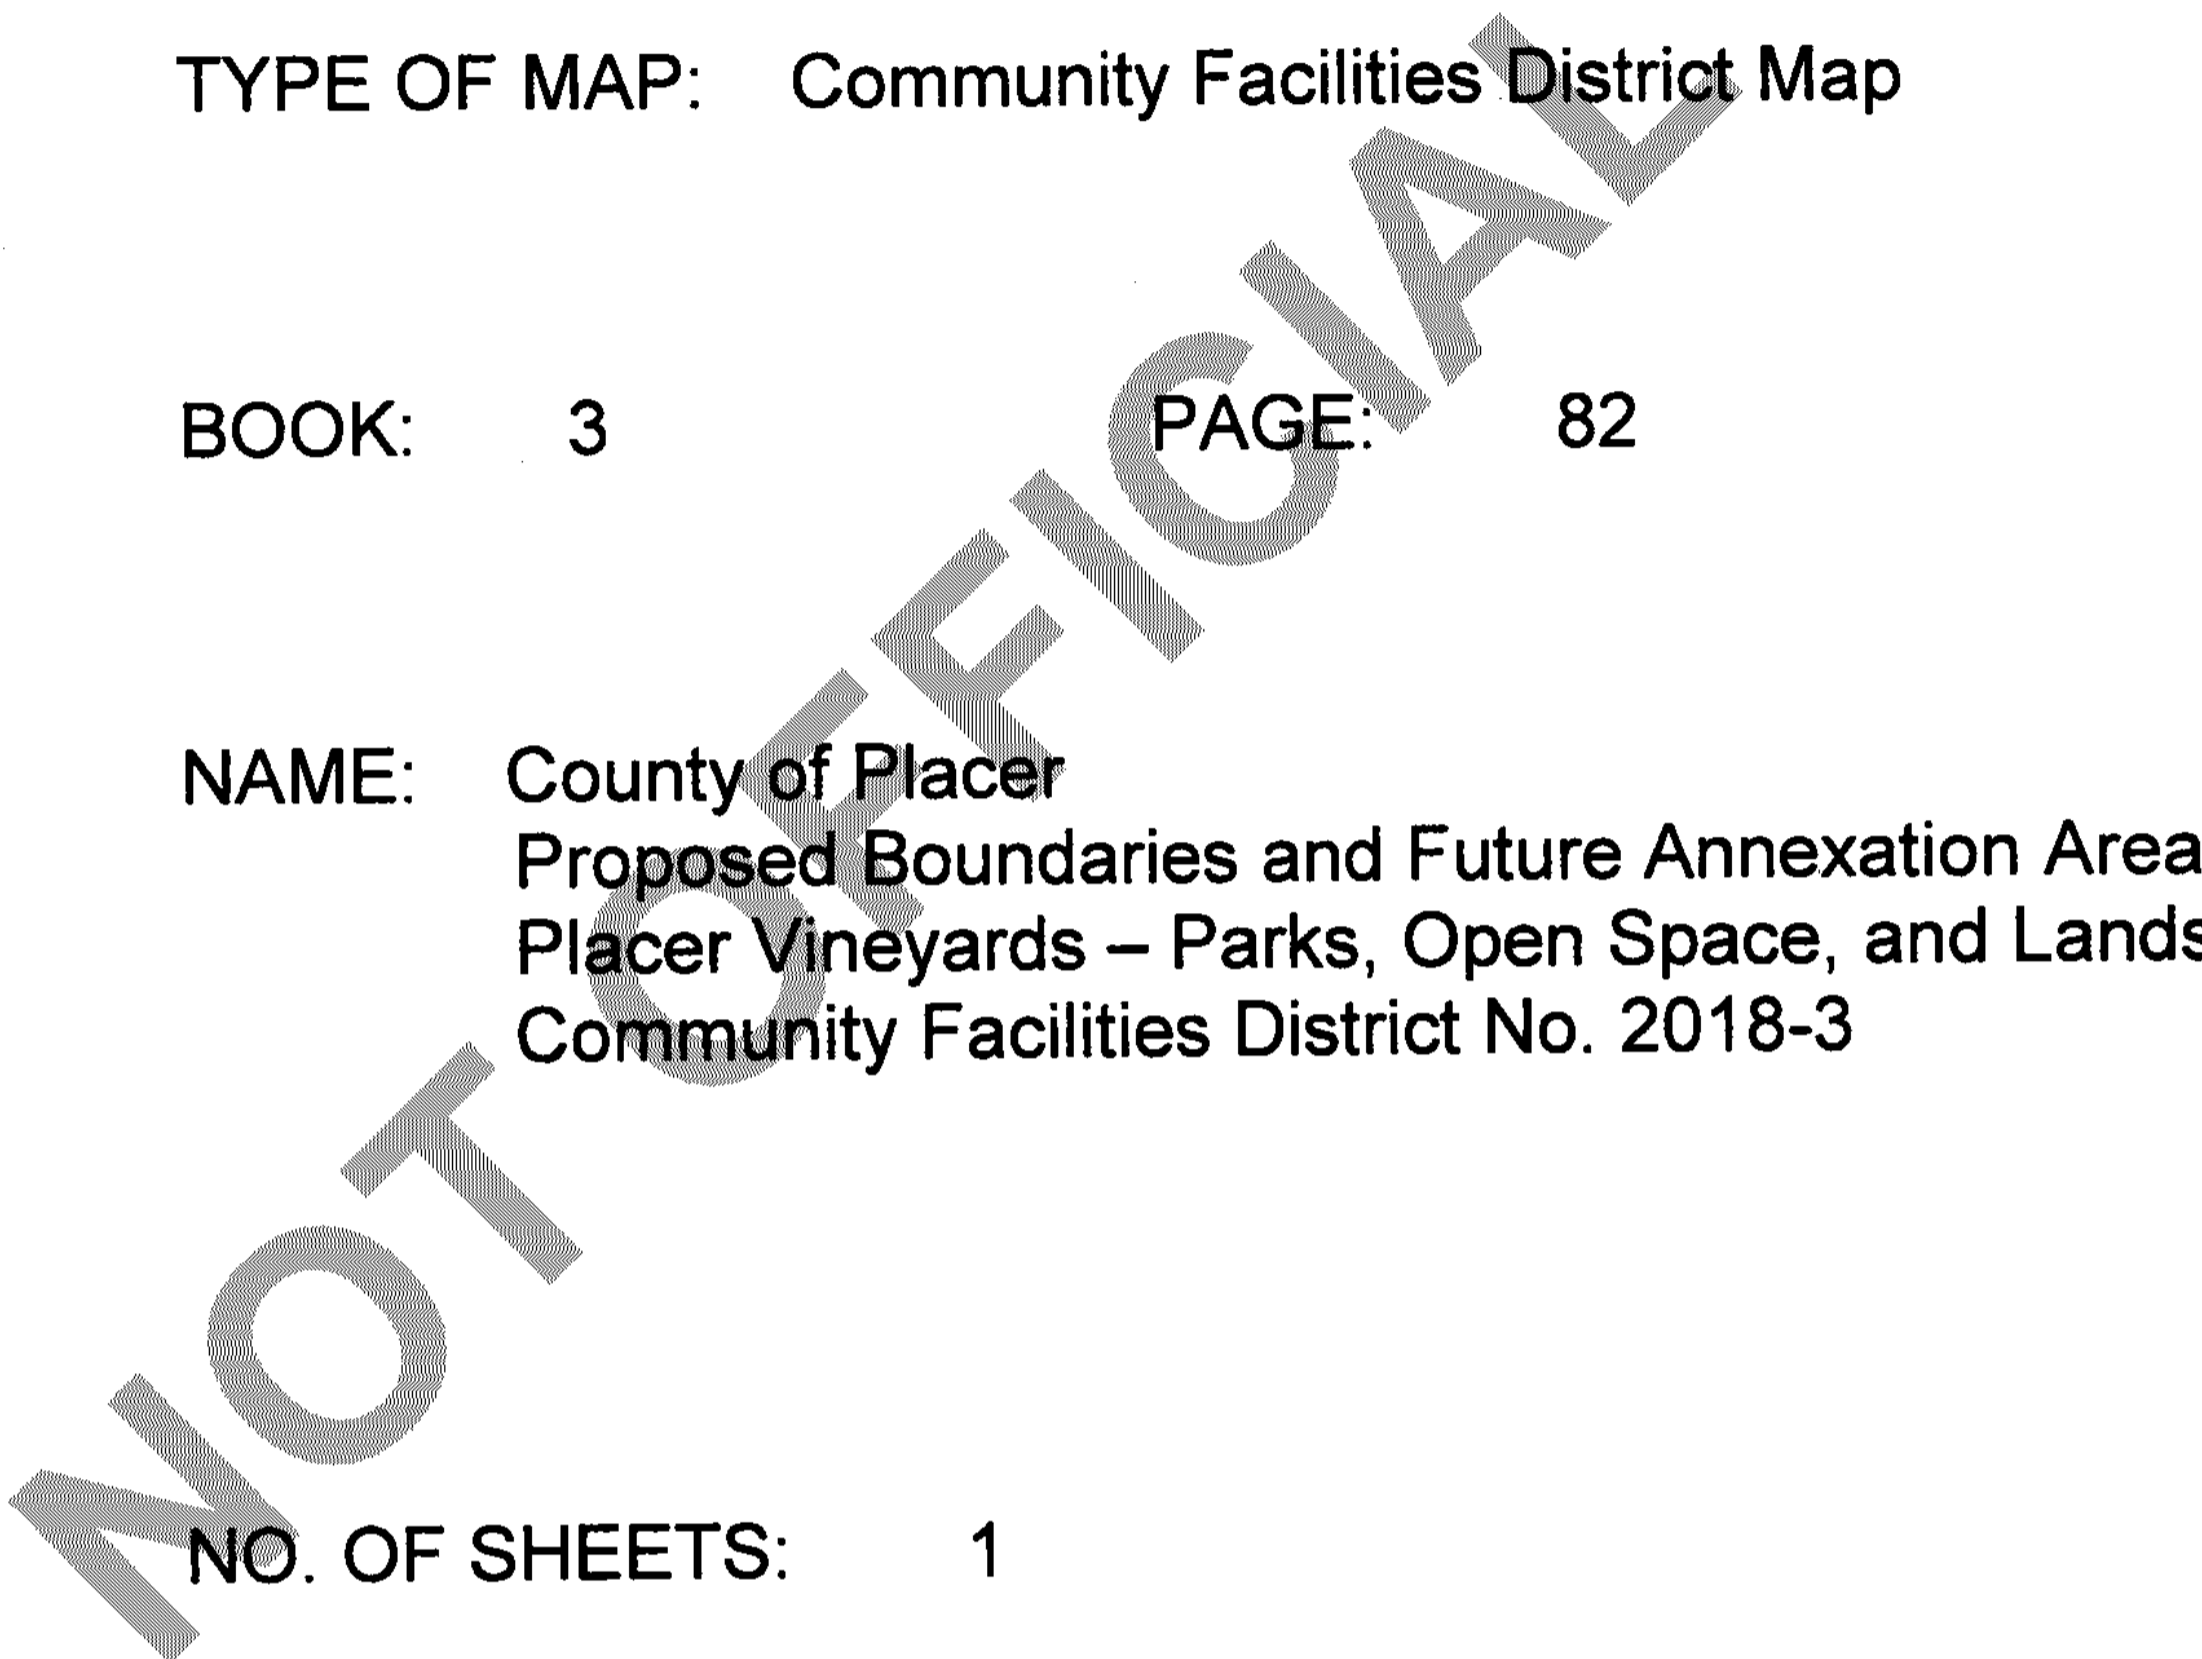 TYPE OF MAP: Community Facilities District Map
BOOK: 3 PAGE: 82
NAME: County of Placer
Proposed Boundaries and Future Annexation Area
Placer Vineyards – Parks, Open Space, and Lands
Community Facilities District No. 2018-3
NO. OF SHEETS: 1
NOT OFFICIAL